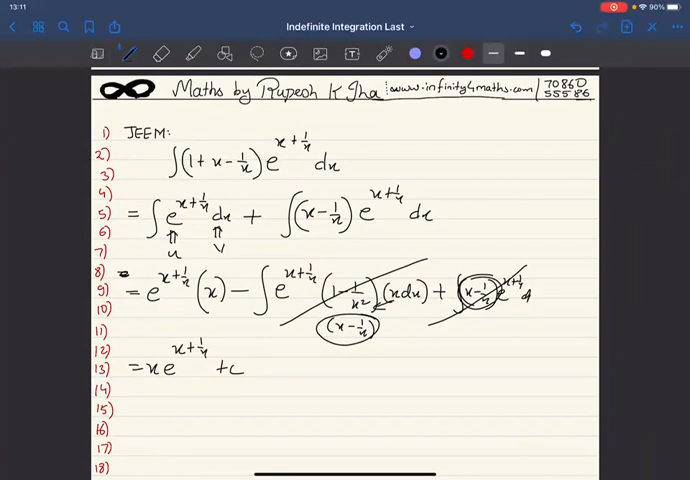 13:11
90%
Indefinite Integration Last
Maths by Rupesh K Jha www.infinity4maths.com 70860 55586
1) JEEM:
2) ∫(1+x-1/x) e^(x+1/x) dx
3)
4)
5) = ∫ e^(x+1/x) dx + ∫(x-1/x) e^(x+1/x) dx
6) u v
7)
8)
9) = e^(x+1/x) (x) - ∫ e^(x+1/x) (1-1/x²) (x dx) + ∫(x-1/x) e^(x+1/x) d
10)
(x-1/x)
11)
12)
13) = x e^(x+1/x) + c
14)
15)
16)
17)
18)